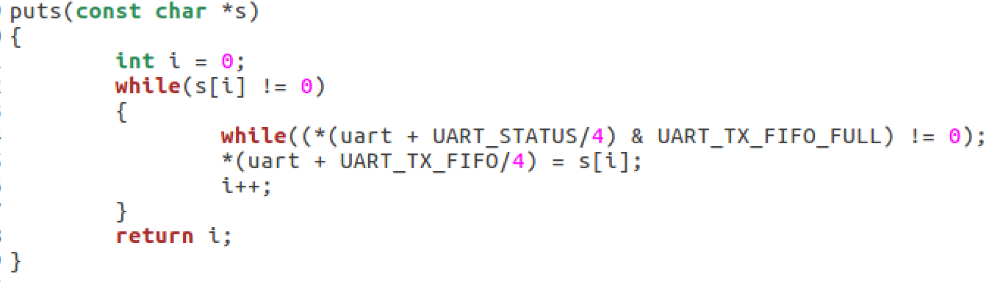 puts(const char *s)
{
int i = 0;
while(s[i] != 0)
{
while((*(uart + UART_STATUS/4) & UART_TX_FIFO_FULL) != 0);
*(uart + UART_TX_FIFO/4) = s[i];
i++;
}
return i;
}